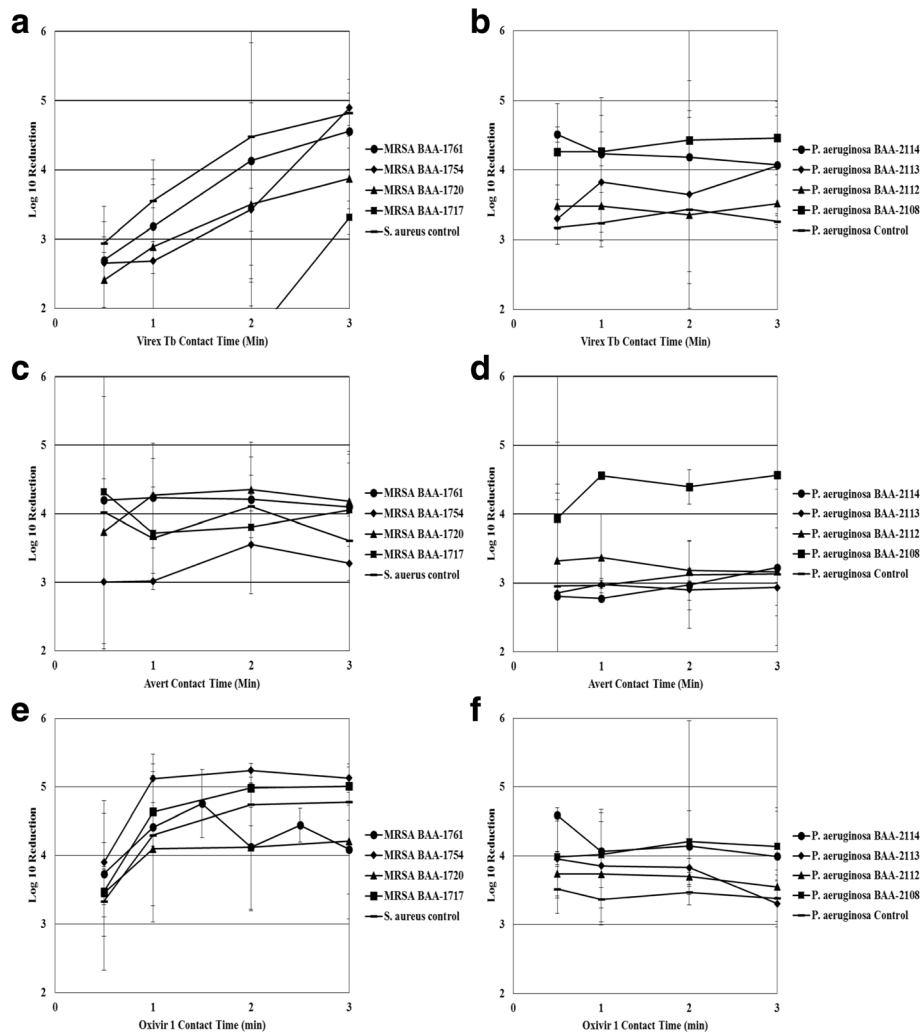 a
6
5
4
3
2
Log 10 Reduction
0 1 2 3
Virex Tb Contact Time (Min)
MRSA BAA-1761
MRSA BAA-1754
MRSA BAA-1720
MRSA BAA-1717
S. aureus control
b
6
5
4
3
2
Log 10 Reduction
0 1 2 3
Virex Tb Contact Time (Min)
P. aeruginosa BAA-2114
P. aeruginosa BAA-2113
P. aeruginosa BAA-2112
P. aeruginosa BAA-2108
P. aeruginosa Control
c
6
5
4
3
2
Log 10 Reduction
0 1 2 3
Avert Contact Time (Min)
MRSA BAA-1761
MRSA BAA-1754
MRSA BAA-1720
MRSA BAA-1717
S. auerus control
d
6
5
4
3
2
Log 10 Reduction
0 1 2 3
Avert Contact Time (Min)
P. aeruginosa BAA-2114
P. aeruginosa BAA-2113
P. aeruginosa BAA-2112
P. aeruginosa BAA-2108
P. aeruginosa Control
e
6
5
4
3
2
Log 10 Reduction
0 1 2 3
Oxivir 1 Contact Time (min)
MRSA BAA-1761
MRSA BAA-1754
MRSA BAA-1720
MRSA BAA-1717
S. aureus control
f
6
5
4
3
2
Log 10 Reduction
0 1 2 3
Oxivir 1 Contact Time (Min)
P. aeruginosa BAA-2114
P. aeruginosa BAA-2113
P. aeruginosa BAA-2112
P. aeruginosa BAA-2108
P. aeruginosa Control